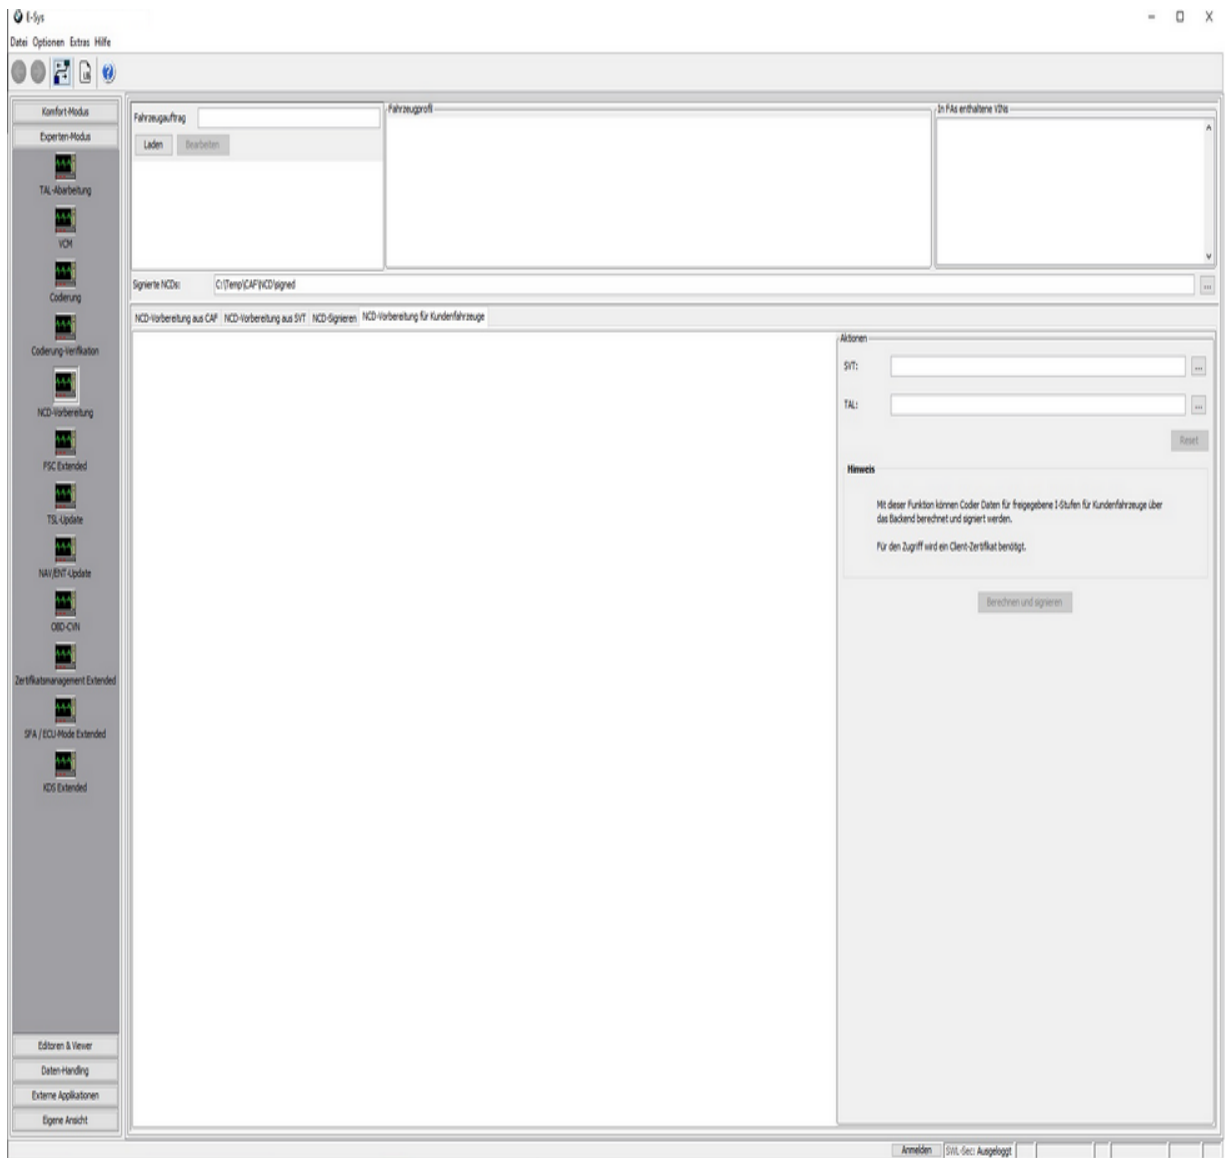 E-Sys
Datei Optionen Extras Hilfe
Komfort-Modus
Experten-Modus
TAL-Abarbeitung
VCM
Codierung
Codierung-Verifikation
NCD-Vorbereitung
FSC Extended
TSL-Update
NAV/ENT-Update
OBD-CVN
Zertifikatsmanagement Extended
SFA / ECU-Mode Extended
KDS Extended
Editoren & Viewer
Daten-Handling
Externe Applikationen
Eigene Ansicht
Fahrzeugauftrag
Laden Bearbeiten
Fahrzeugprofil
In FAs enthaltene VINs
Signierte NCDs: C:\Temp\CAF\NCD\signed ...
NCD-Vorbereitung aus CAF NCD-Vorbereitung aus SVT NCD-Signieren NCD-Vorbereitung für Kundenfahrzeuge
Aktionen
SVT: ...
TAL: ...
Reset
Hinweis
Mit dieser Funktion können Codier Daten für freigegebene I-Stufen für Kundenfahrzeuge über
das Backend berechnet und signiert werden.
Für den Zugriff wird ein Client-Zertifikat benötigt.
Berechnen und signieren
Anmelden SWL-Sec: Ausgeloggt